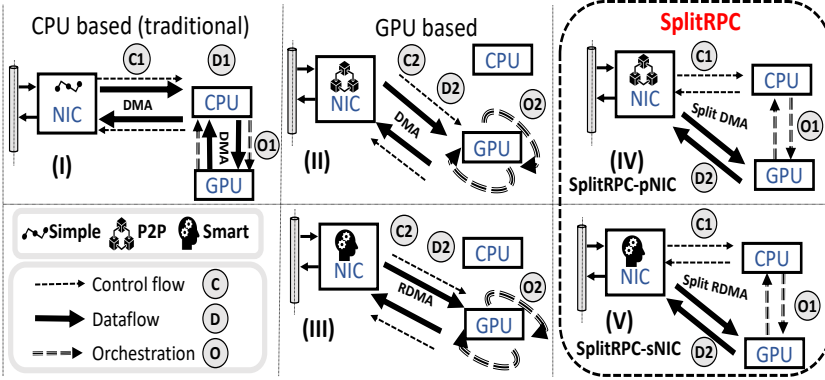 CPU based (traditional)
C1
D1
NIC
DMA
CPU
DMA
O1
GPU
(I)
GPU based
C2
D2
CPU
NIC
DMA
O2
GPU
(II)
SplitRPC
C1
NIC
CPU
Split DMA
O1
(IV)
D2
GPU
SplitRPC-pNIC
Simple P2P Smart
Control flow C
Dataflow D
Orchestration O
C2
D2
CPU
NIC
RDMA
O2
GPU
(III)
C1
NIC
CPU
Split RDMA
O1
(V)
D2
GPU
SplitRPC-sNIC